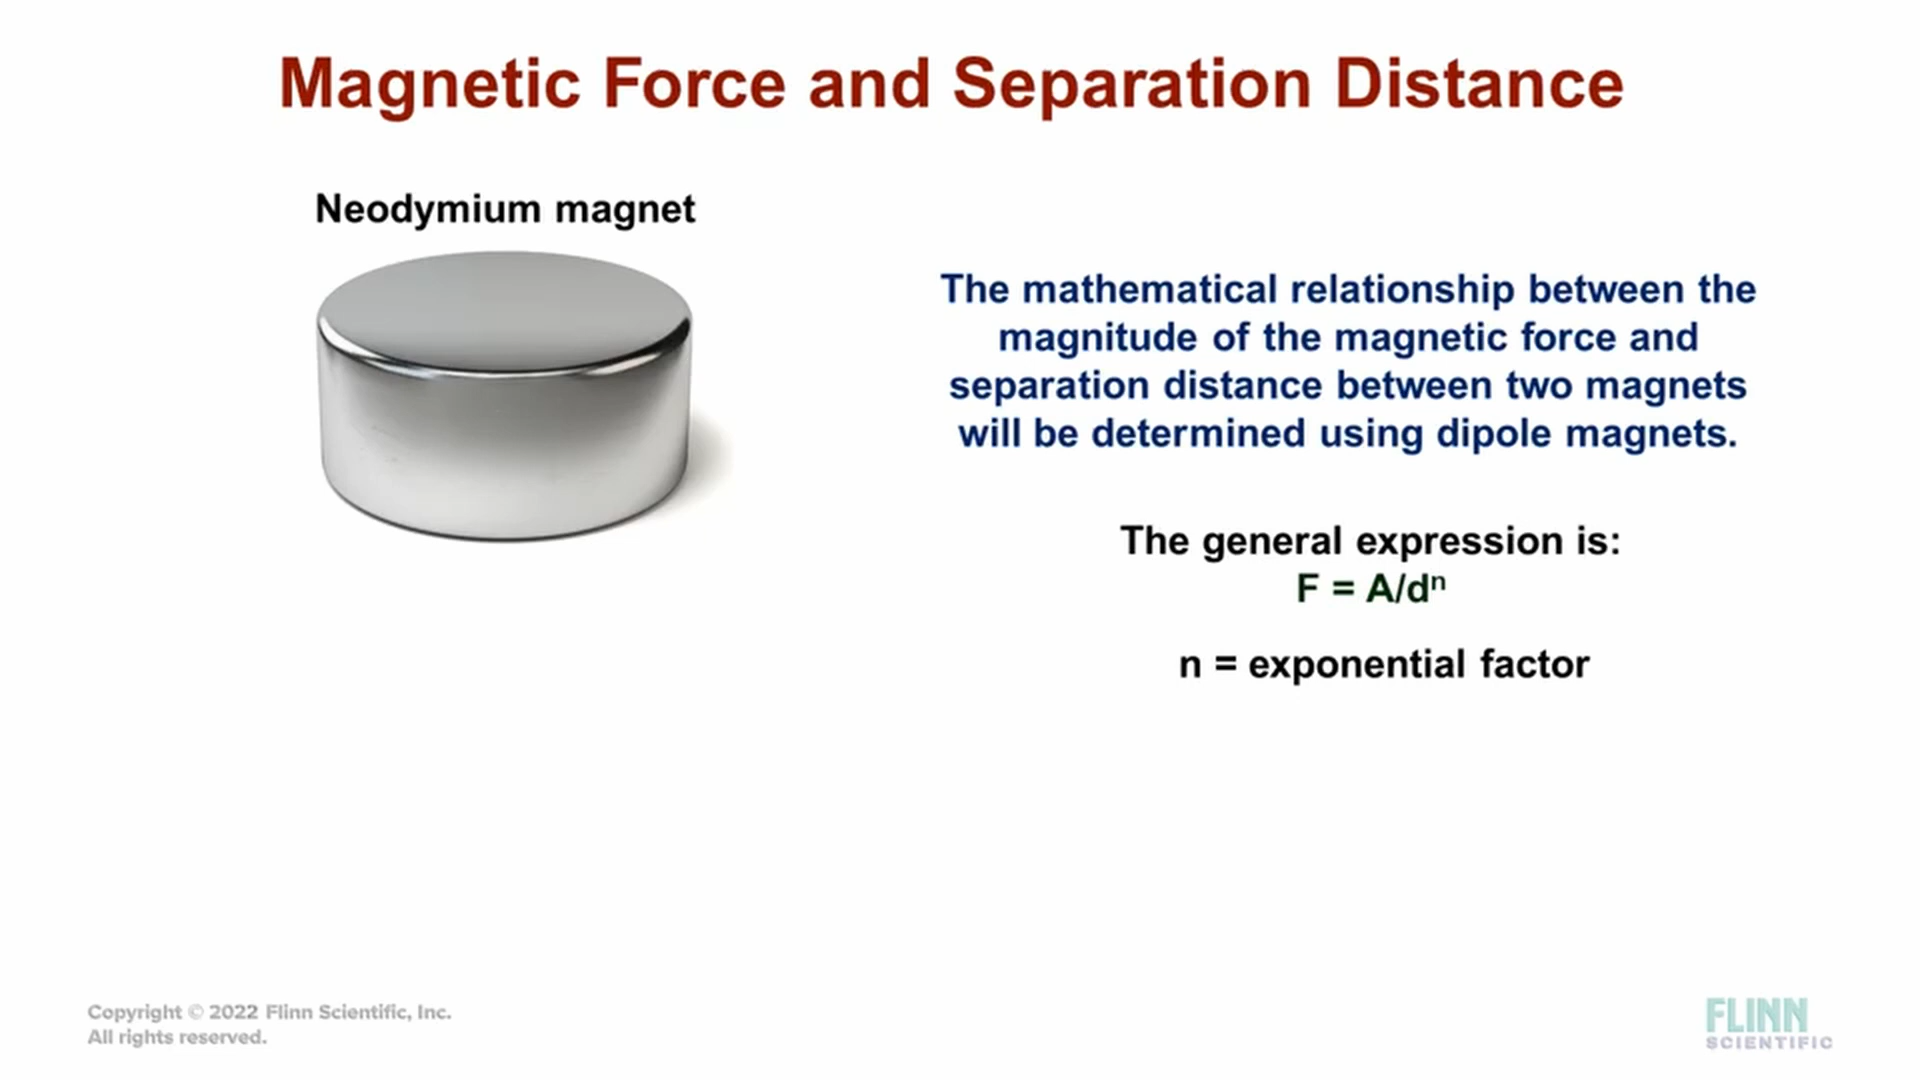 Magnetic Force and Separation Distance
Neodymium magnet
The mathematical relationship between the
magnitude of the magnetic force and
separation distance between two magnets
will be determined using dipole magnets.
The general expression is:
F = A/dⁿ
n = exponential factor
Copyright © 2022 Flinn Scientific, Inc.
All rights reserved.
FLINN
SCIENTIFIC